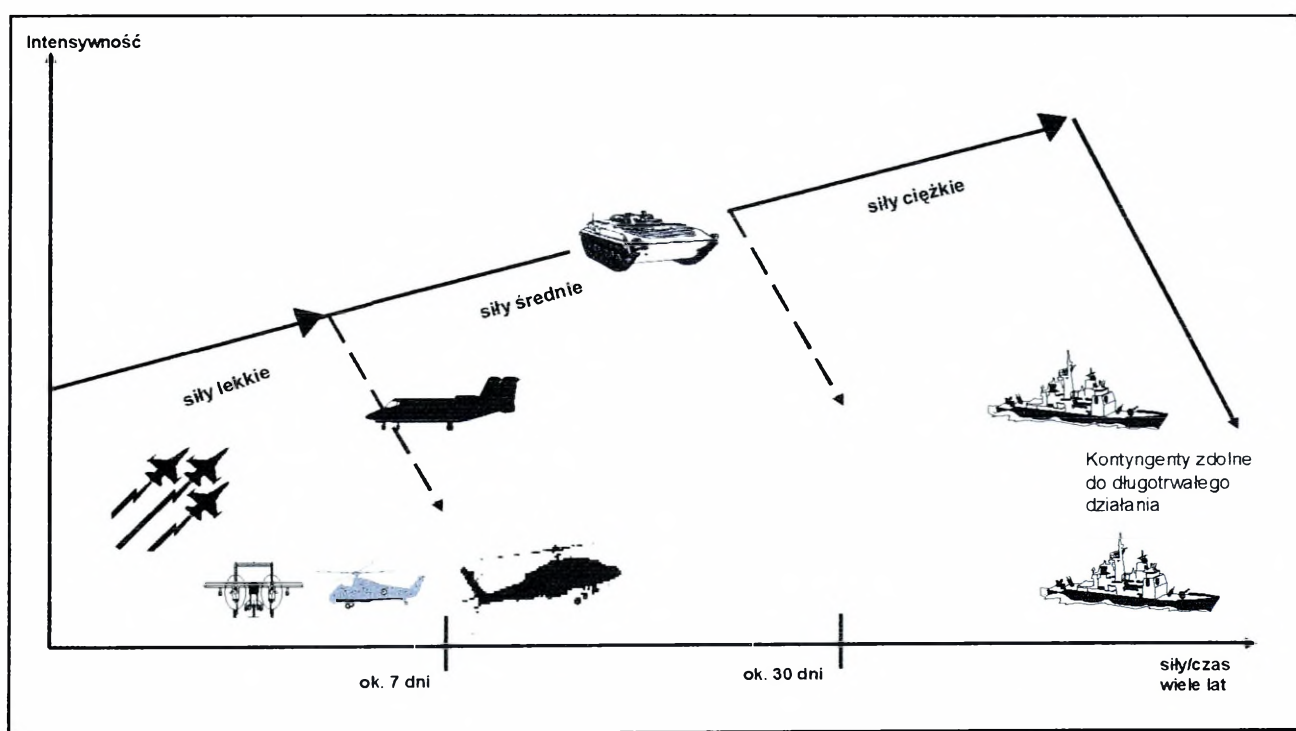 Intensywność
siły ciężkie
siły średnie
siły lekkie
Kontyngenty zdolne
do długotrwałego
działania
ok. 7 dni
ok. 30 dni
siły/czas
wiele lat